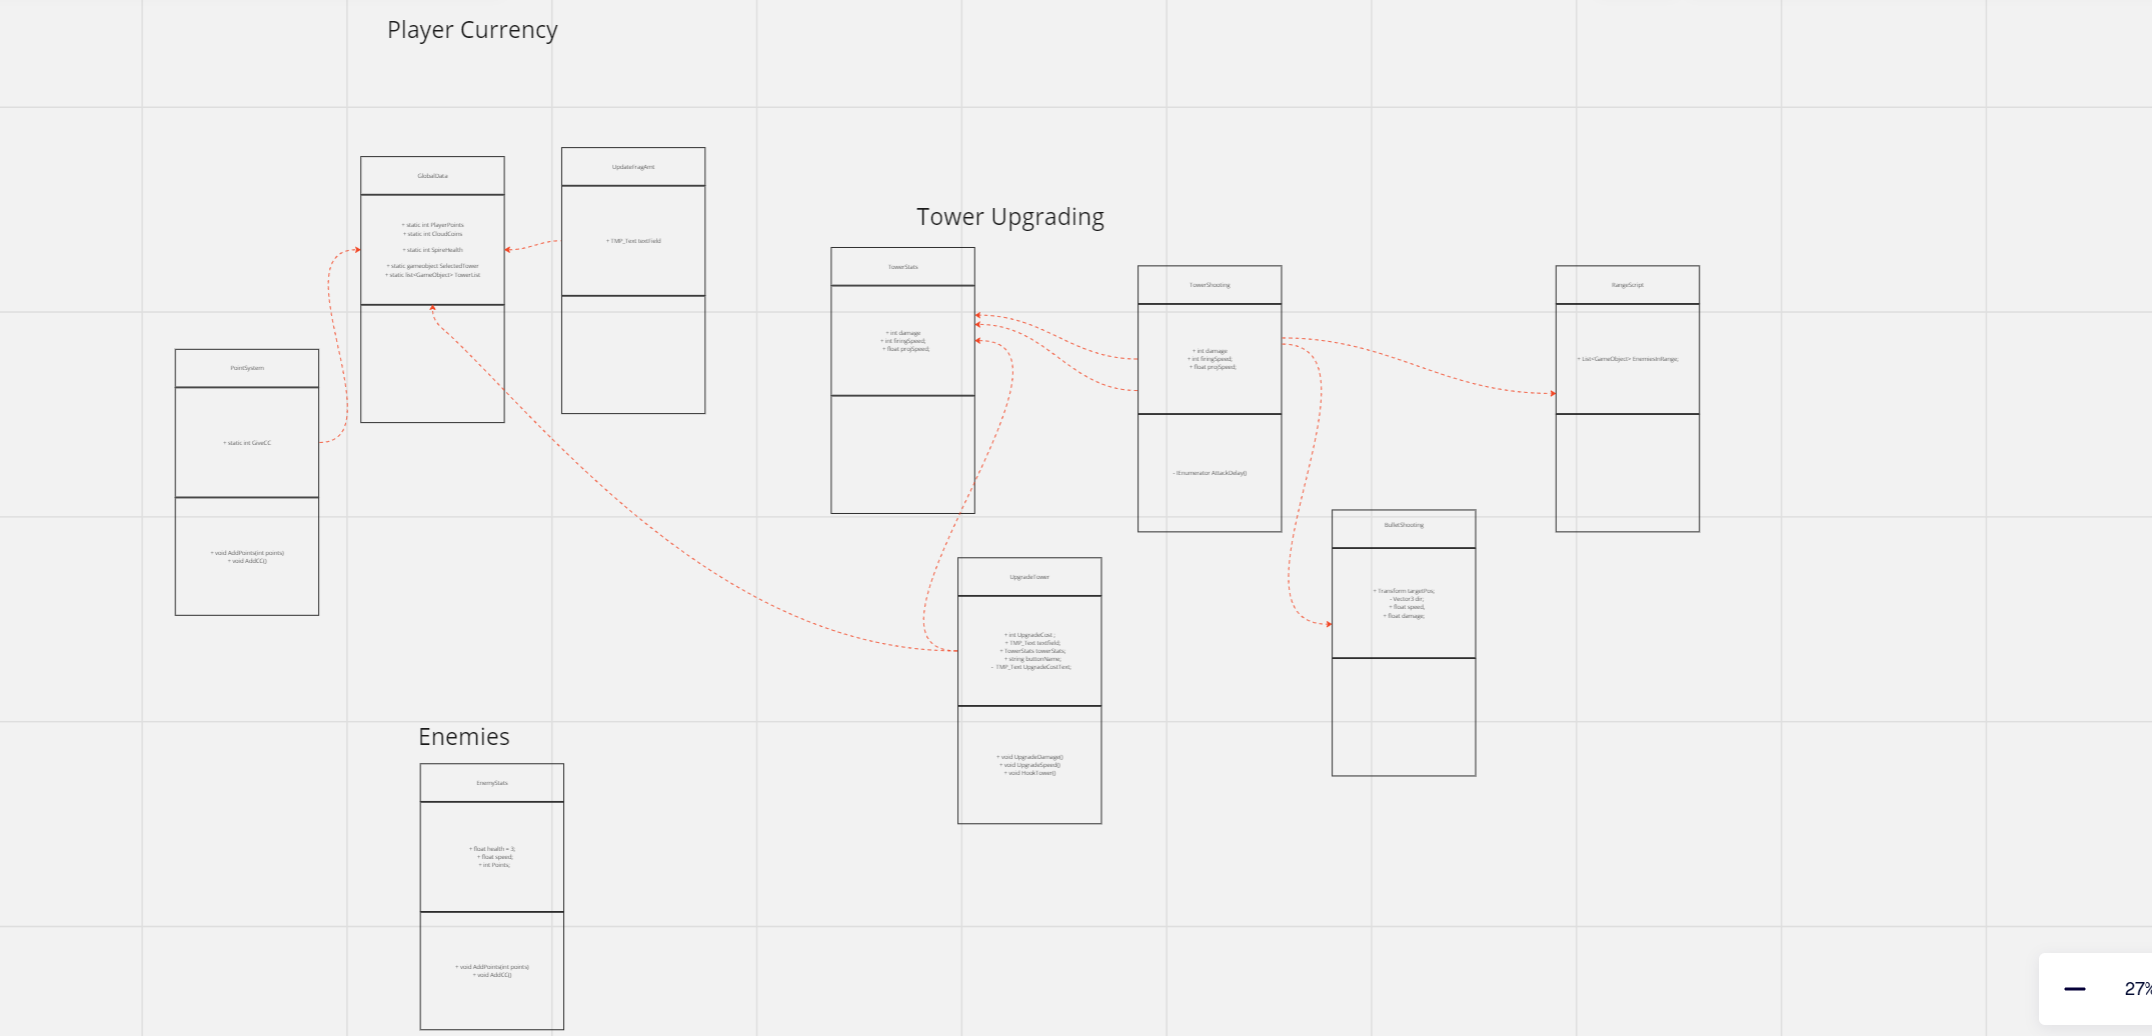 Player Currency
GlobalData
+ static int PlayerPoints
+ static int CloudCoins
+ static int SpireHealth
+ static gameobject SelectedTower
+ static list<GameObject> TowerList
UpdateFragAmt
+ TMP_Text textField
PointSystem
+ static int GiveCC
+ void AddPoints(int points)
+ void AddCC()
Tower Upgrading
TowerStats
+ int damage
+ int firingSpeed;
+ float projSpeed;
TowerShooting
+ int damage
+ int firingSpeed;
+ float projSpeed;
- IEnumerator AttackDelay()
RangeScript
+ List<GameObject> EnemiesInRange;
BulletShooting
+ Transform targetPos;
- Vector3 dir;
+ float speed;
+ float damage;
UpgradeTower
+ int UpgradeCost ;
+ TMP_Text textfield;
+ TowerStats towerStats;
+ string buttonName;
- TMP_Text UpgradeCostText;
+ void UpgradeDamage()
+ void UpgradeSpeed()
+ void HookTower()
Enemies
EnemyStats
+ float health = 3;
+ float speed;
+ int Points;
+ void AddPoints(int points)
+ void AddCC()
27%